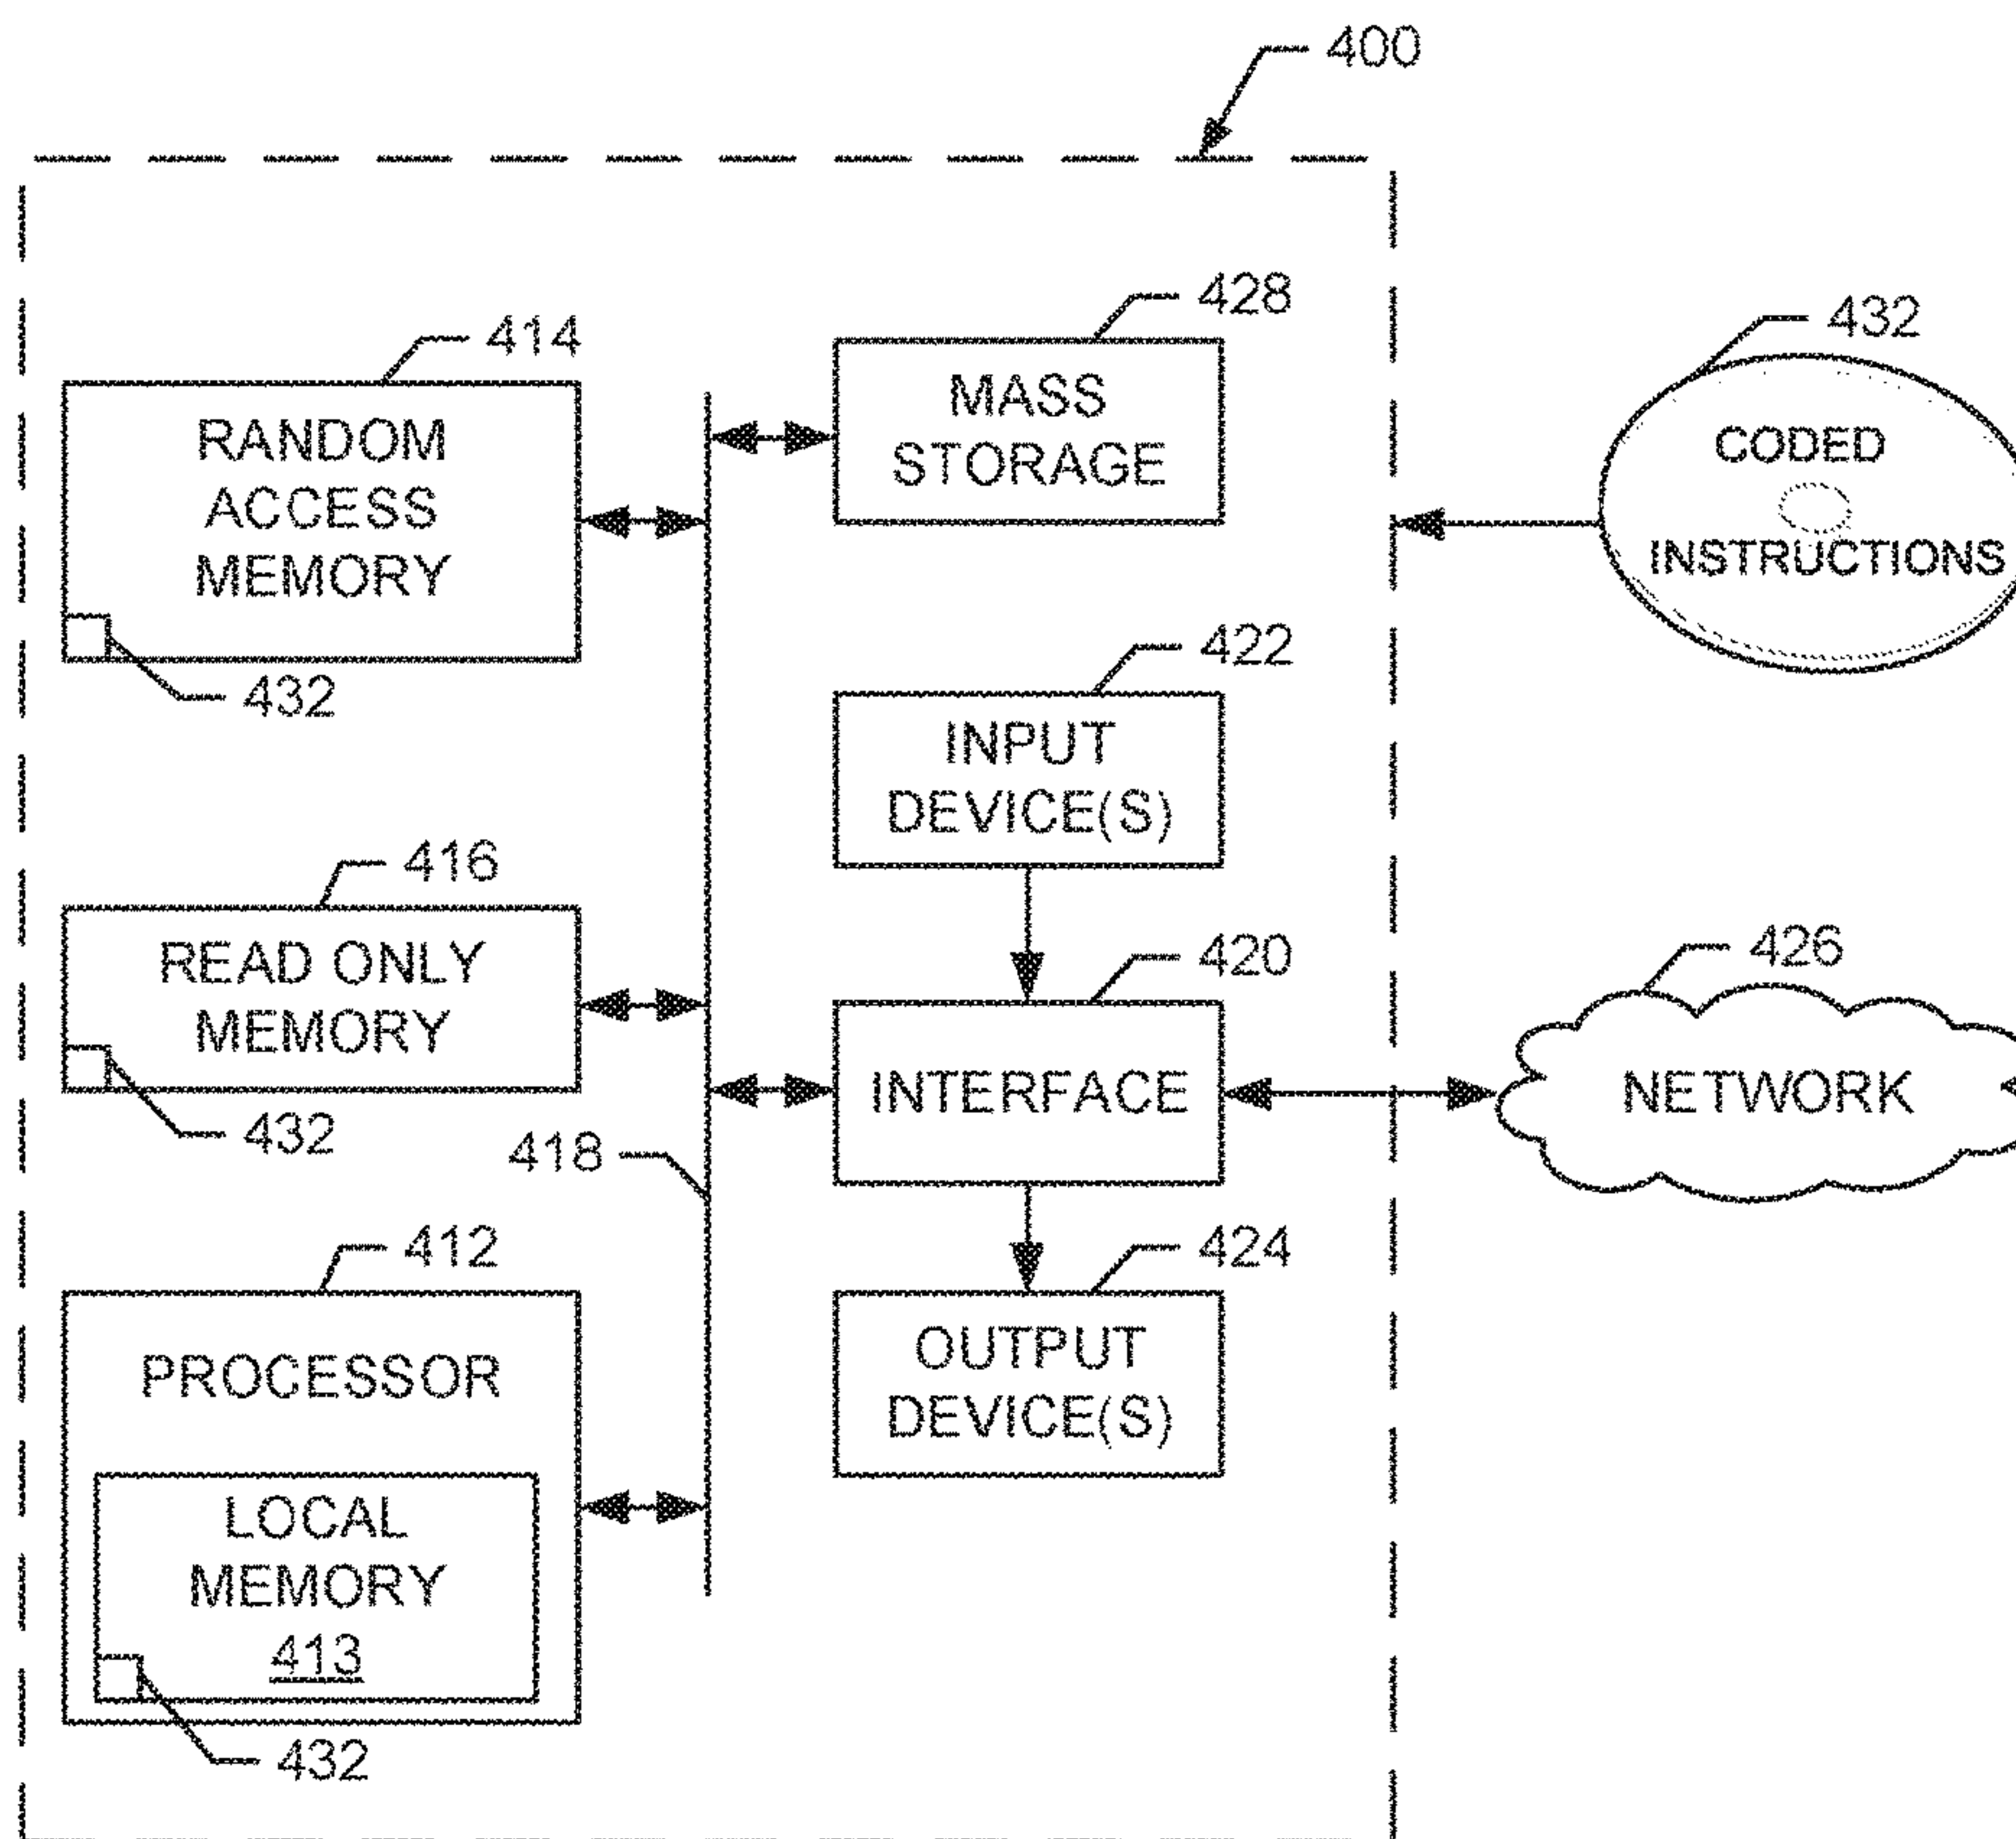 400
414
RANDOM
ACCESS
MEMORY
432
428
MASS
STORAGE
432
CODED
INSTRUCTIONS
422
INPUT
DEVICE(S)
416
READ ONLY
MEMORY
432
420
INTERFACE
426
NETWORK
418
412
PROCESSOR
LOCAL
MEMORY
413
432
424
OUTPUT
DEVICE(S)